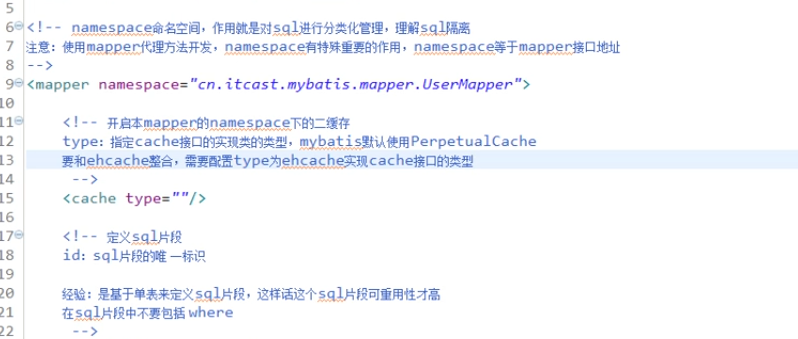 5
6 <!-- namespace命名空间，作用就是对sql进行分类化管理，理解sql隔离
7 注意：使用mapper代理方法开发，namespace有特殊重要的作用，namespace等于mapper接口地址
8 -->
9 <mapper namespace="cn.itcast.mybatis.mapper.UserMapper">
10
11 <!-- 开启本mapper的namespace下的二缓存
12 type：指定cache接口的实现类的类型，mybatis默认使用PerpetualCache
13 要和ehcache整合，需要配置type为ehcache实现cache接口的类型
14 -->
15 <cache type=""/>
16
17 <!-- 定义sql片段
18 id：sql片段的唯 一标识
19
20 经验：是基于单表来定义sql片段，这样话这个sql片段可重用性才高
21 在sql片段中不要包括 where
22 -->